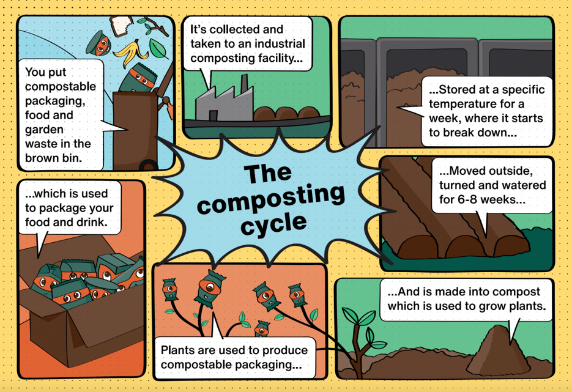 You put
compostable
packaging,
food and
garden
waste in the
brown bin.
It's collected and
taken to an industrial
composting facility...
...Stored at a specific
temperature for a
week, where it starts
to break down...
The
composting
cycle
...Moved outside,
turned and watered
for 6-8 weeks...
...And is made into compost
which is used to grow plants.
Plants are used to produce
compostable packaging...
...which is used
to package your
food and drink.